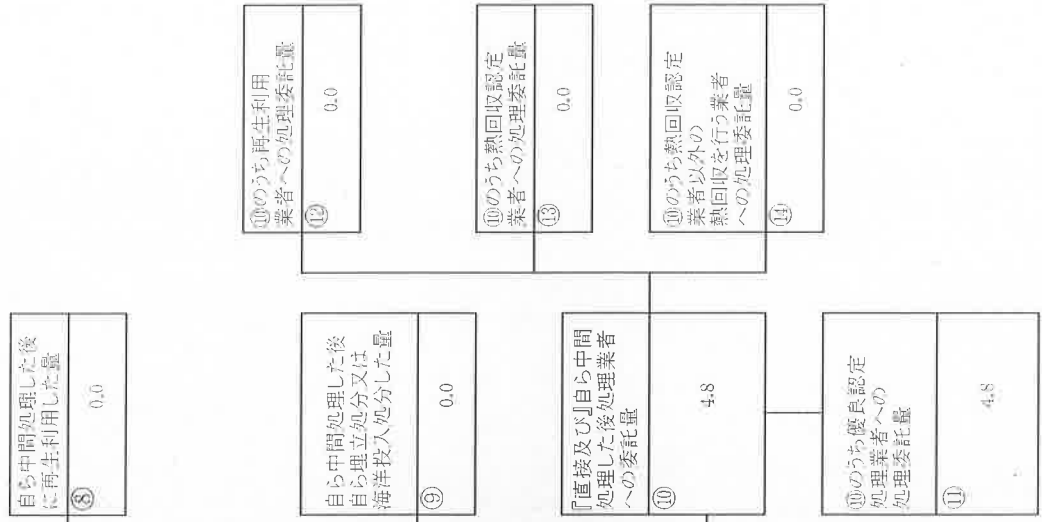 自ら中間処理した後
に再生利用した量
⑧
0.0
自ら中間処理した後
自ら埋立処分又は
海洋投入処分した量
⑨
0.0
『直接及び』自ら中間
処理した後処理業者
への委託量
⑩
4.8
⑩のうち優良認定
処理業者への
処理委託量
⑪
4.8
⑩のうち再生利用
業者への処理委託量
⑫
0.0
⑩のうち熱回収認定
業者への処理委託量
⑬
0.0
⑩のうち熱回収認定
業者以外の
熱回収を行う業者
への処理委託量
⑭
0.0